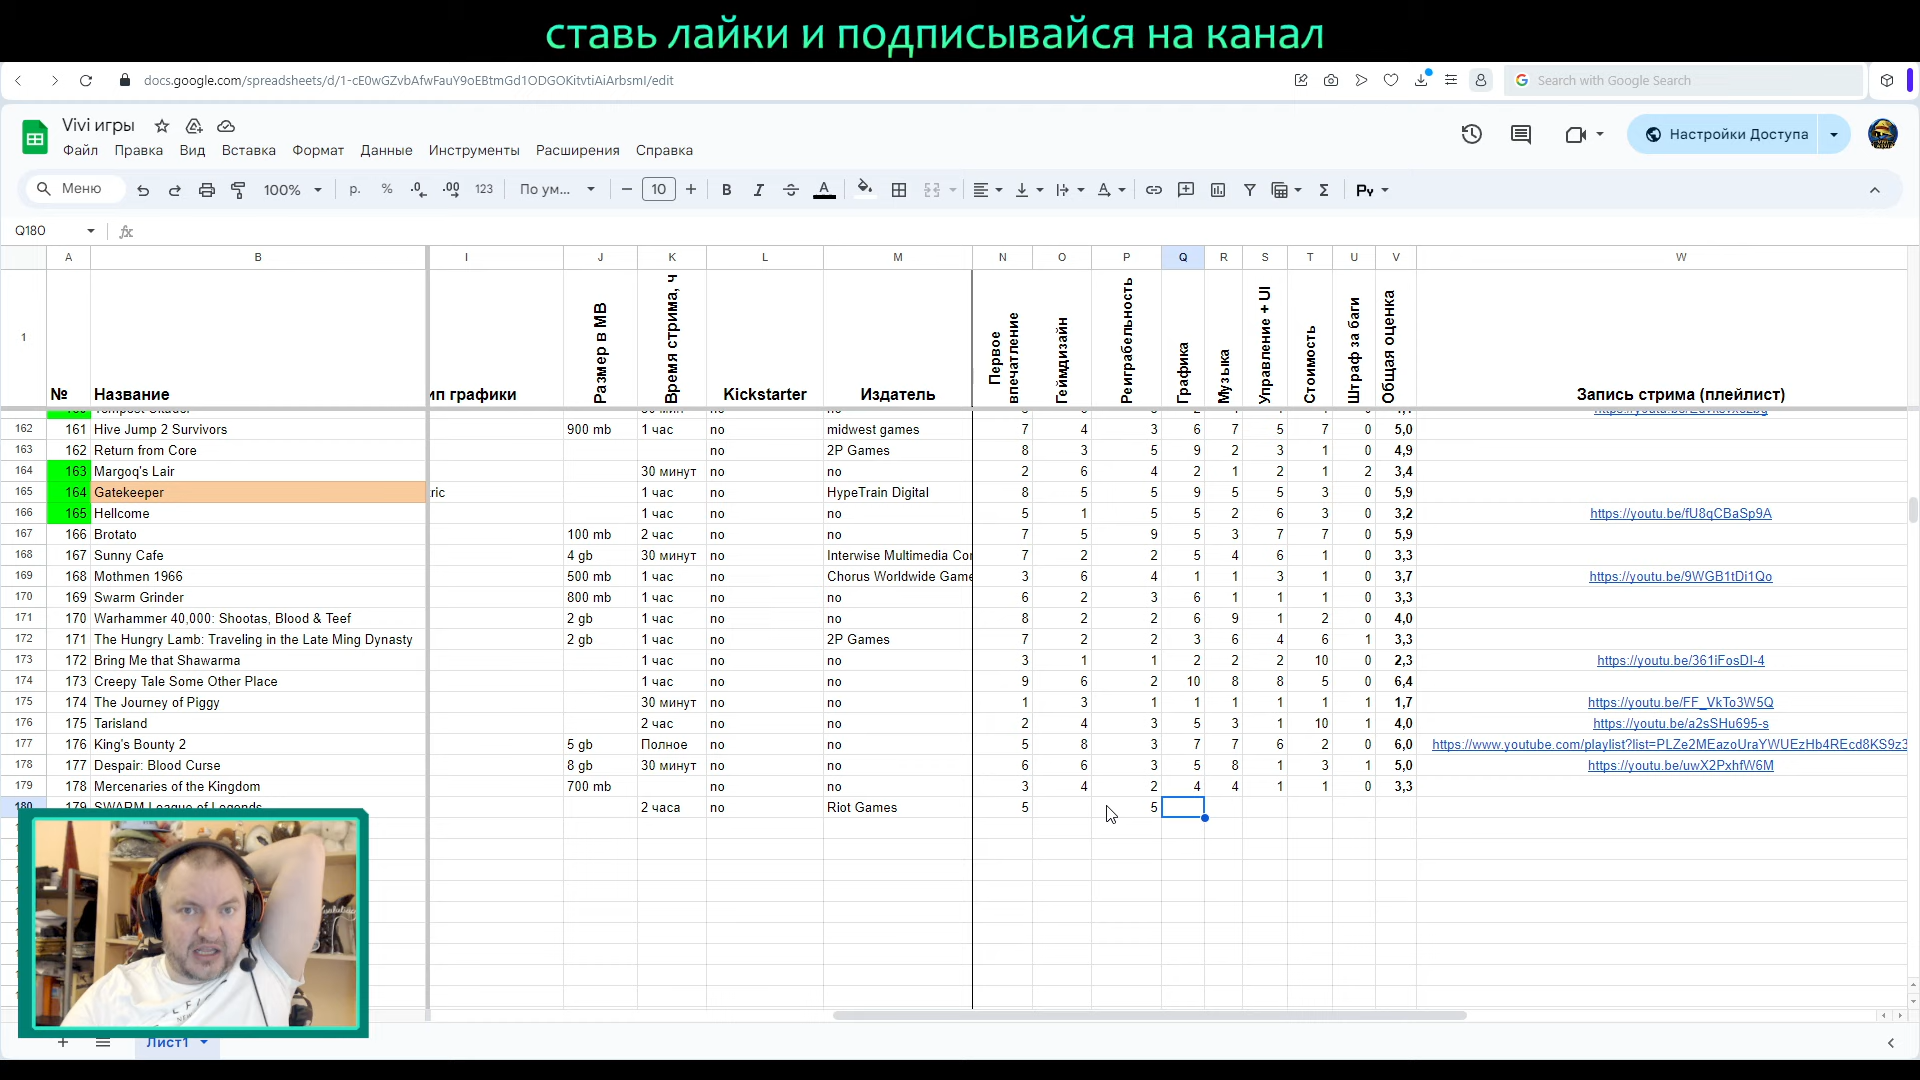 ставь лайки и подписывайся на канал
docs.google.com/spreadsheets/d/1-cE0wGZvbAfwFauY9oEBtmGd1ODGOKitvtiAiArbsmI/edit
Search with Google Search
Vivi игры
Настройки Доступа
Файл Правка Вид Вставка Формат Данные Инструменты Расширения Справка
Меню 100% р. % .0 .00 123 По ум... 10 B I A Σ Py
Q180 fx
A B I J K L M N O P Q R S T U V W
1 № Название ип графики Размер в MB Время стрима, ч Kickstarter Издатель Первое впечатление Геймдизайн Реиграбельность Графика Музыка Управление + UI Стоимость Штраф за баги Общая оценка Запись стрима (плейлист)
162 161 Hive Jump 2 Survivors 900 mb 1 час no midwest games 7 4 3 6 7 5 7 0 5,0
163 162 Return from Core no 2P Games 8 3 5 9 2 3 1 0 4,9
164 163 Margoq's Lair 30 минут no no 2 6 4 2 1 2 1 2 3,4
165 164 Gatekeeper ric 1 час no HypeTrain Digital 8 5 5 9 5 5 3 0 5,9
166 165 Hellcome 1 час no no 5 1 5 5 2 6 3 0 3,2 https://youtu.be/fU8qCBaSp9A
167 166 Brotato 100 mb 2 час no no 7 5 9 5 3 7 7 0 5,9
168 167 Sunny Cafe 4 gb 30 минут no Interwise Multimedia Cor 7 2 2 5 4 6 1 0 3,3
169 168 Mothmen 1966 500 mb 1 час no Chorus Worldwide Game 3 6 4 1 1 3 1 0 3,7 https://youtu.be/9WGB1tDi1Qo
170 169 Swarm Grinder 800 mb 1 час no no 6 2 3 6 1 1 1 0 3,3
171 170 Warhammer 40,000: Shootas, Blood & Teef 2 gb 1 час no no 8 2 2 6 9 1 2 0 4,0
172 171 The Hungry Lamb: Traveling in the Late Ming Dynasty 2 gb 1 час no 2P Games 7 2 2 3 6 4 6 1 3,3
173 172 Bring Me that Shawarma 1 час no no 3 1 1 2 2 2 10 0 2,3 https://youtu.be/361iFosDI-4
174 173 Creepy Tale Some Other Place 1 час no no 9 6 2 10 8 8 5 0 6,4
175 174 The Journey of Piggy 30 минут no no 1 3 1 1 1 1 1 1 1,7 https://youtu.be/FF_VkTo3W5Q
176 175 Tarisland 2 час no no 2 4 3 5 3 1 10 1 4,0 https://youtu.be/a2sSHu695-s
177 176 King's Bounty 2 5 gb Полное no no 5 8 3 7 7 6 2 0 6,0 https://www.youtube.com/playlist?list=PLZe2MEazoUraYWUEzHb4REcd8KS9z3
178 177 Despair: Blood Curse 8 gb 30 минут no no 6 6 3 5 8 1 3 1 5,0 https://youtu.be/uwX2PxhfW6M
179 178 Mercenaries of the Kingdom 700 mb no no 3 4 2 4 4 1 1 0 3,3
180 179 SWARM League of Legends 2 часа no Riot Games 5 5
Лист1